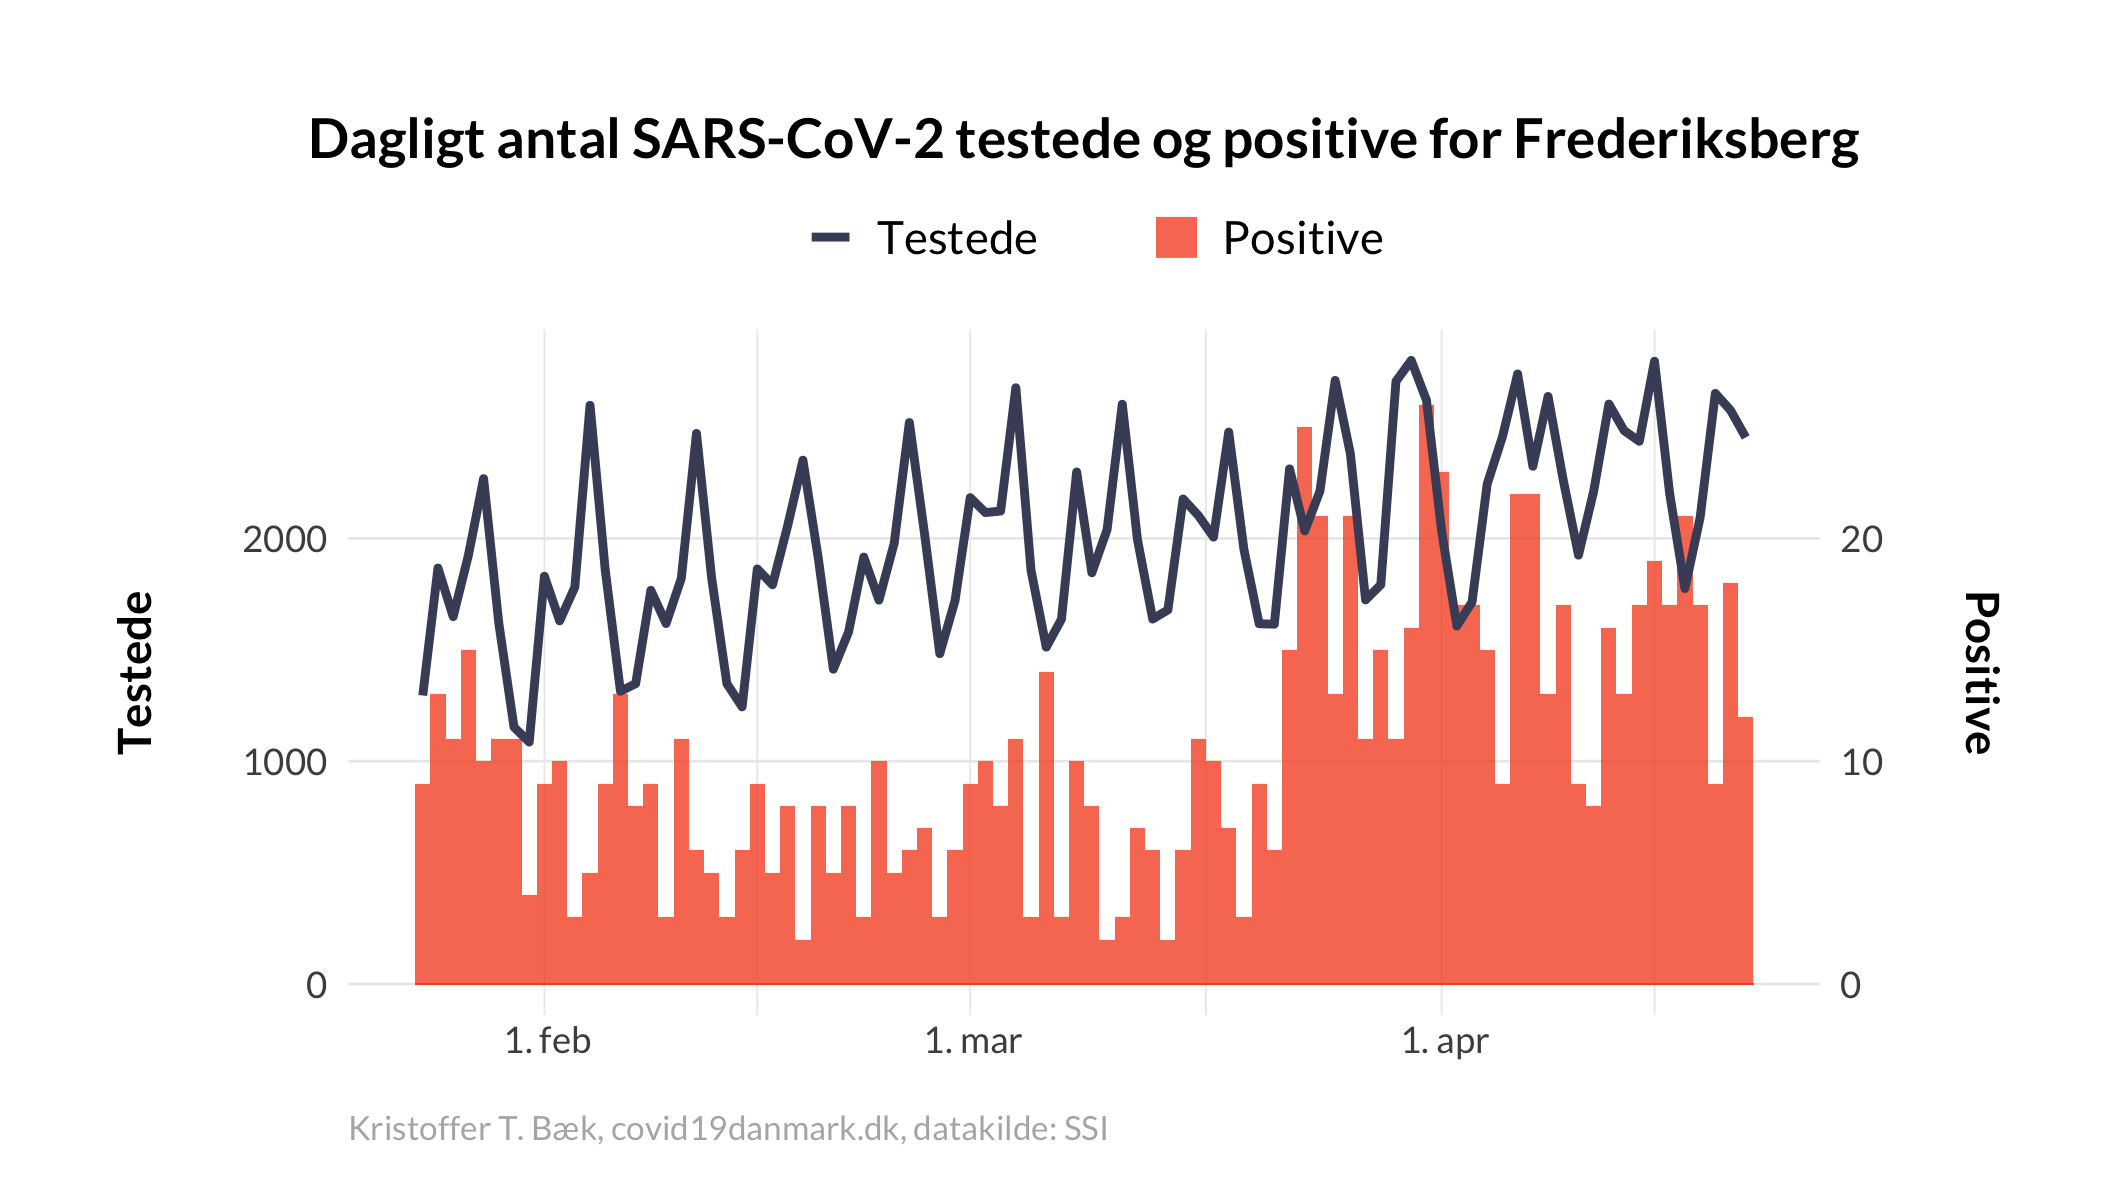 Dagligt antal SARS-CoV-2 testede og positive for Frederiksberg
Testede
Positive
Testede
2000
1000
0
20
10
0
Positive
1. feb
1. mar
1. apr
Kristoffer T. Bæk, covid19danmark.dk, datakilde: SSI